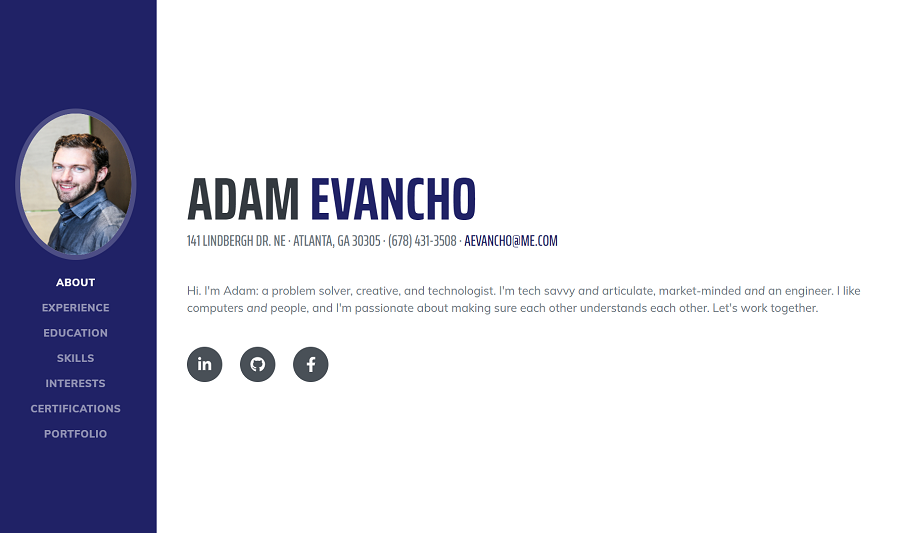 ABOUT
EXPERIENCE
EDUCATION
SKILLS
INTERESTS
CERTIFICATIONS
PORTFOLIO
ADAM EVANCHO
141 LINDBERGH DR. NE · ATLANTA, GA 30305 · (678) 431-3508 · AEVANCHO@ME.COM
Hi. I'm Adam: a problem solver, creative, and technologist. I'm tech savvy and articulate, market-minded and an engineer. I like
computers and people, and I'm passionate about making sure each other understands each other. Let's work together.